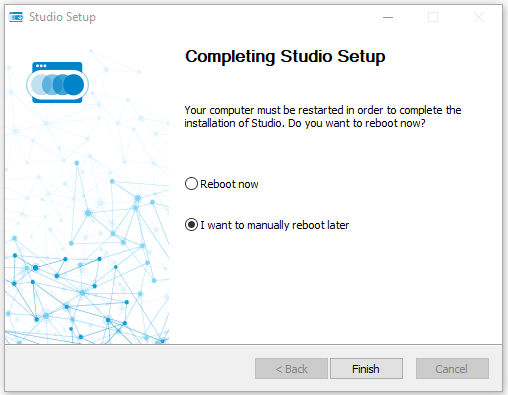 Studio Setup
Completing Studio Setup
Your computer must be restarted in order to complete the
installation of Studio. Do you want to reboot now?
Reboot now
I want to manually reboot later
< Back
Finish
Cancel